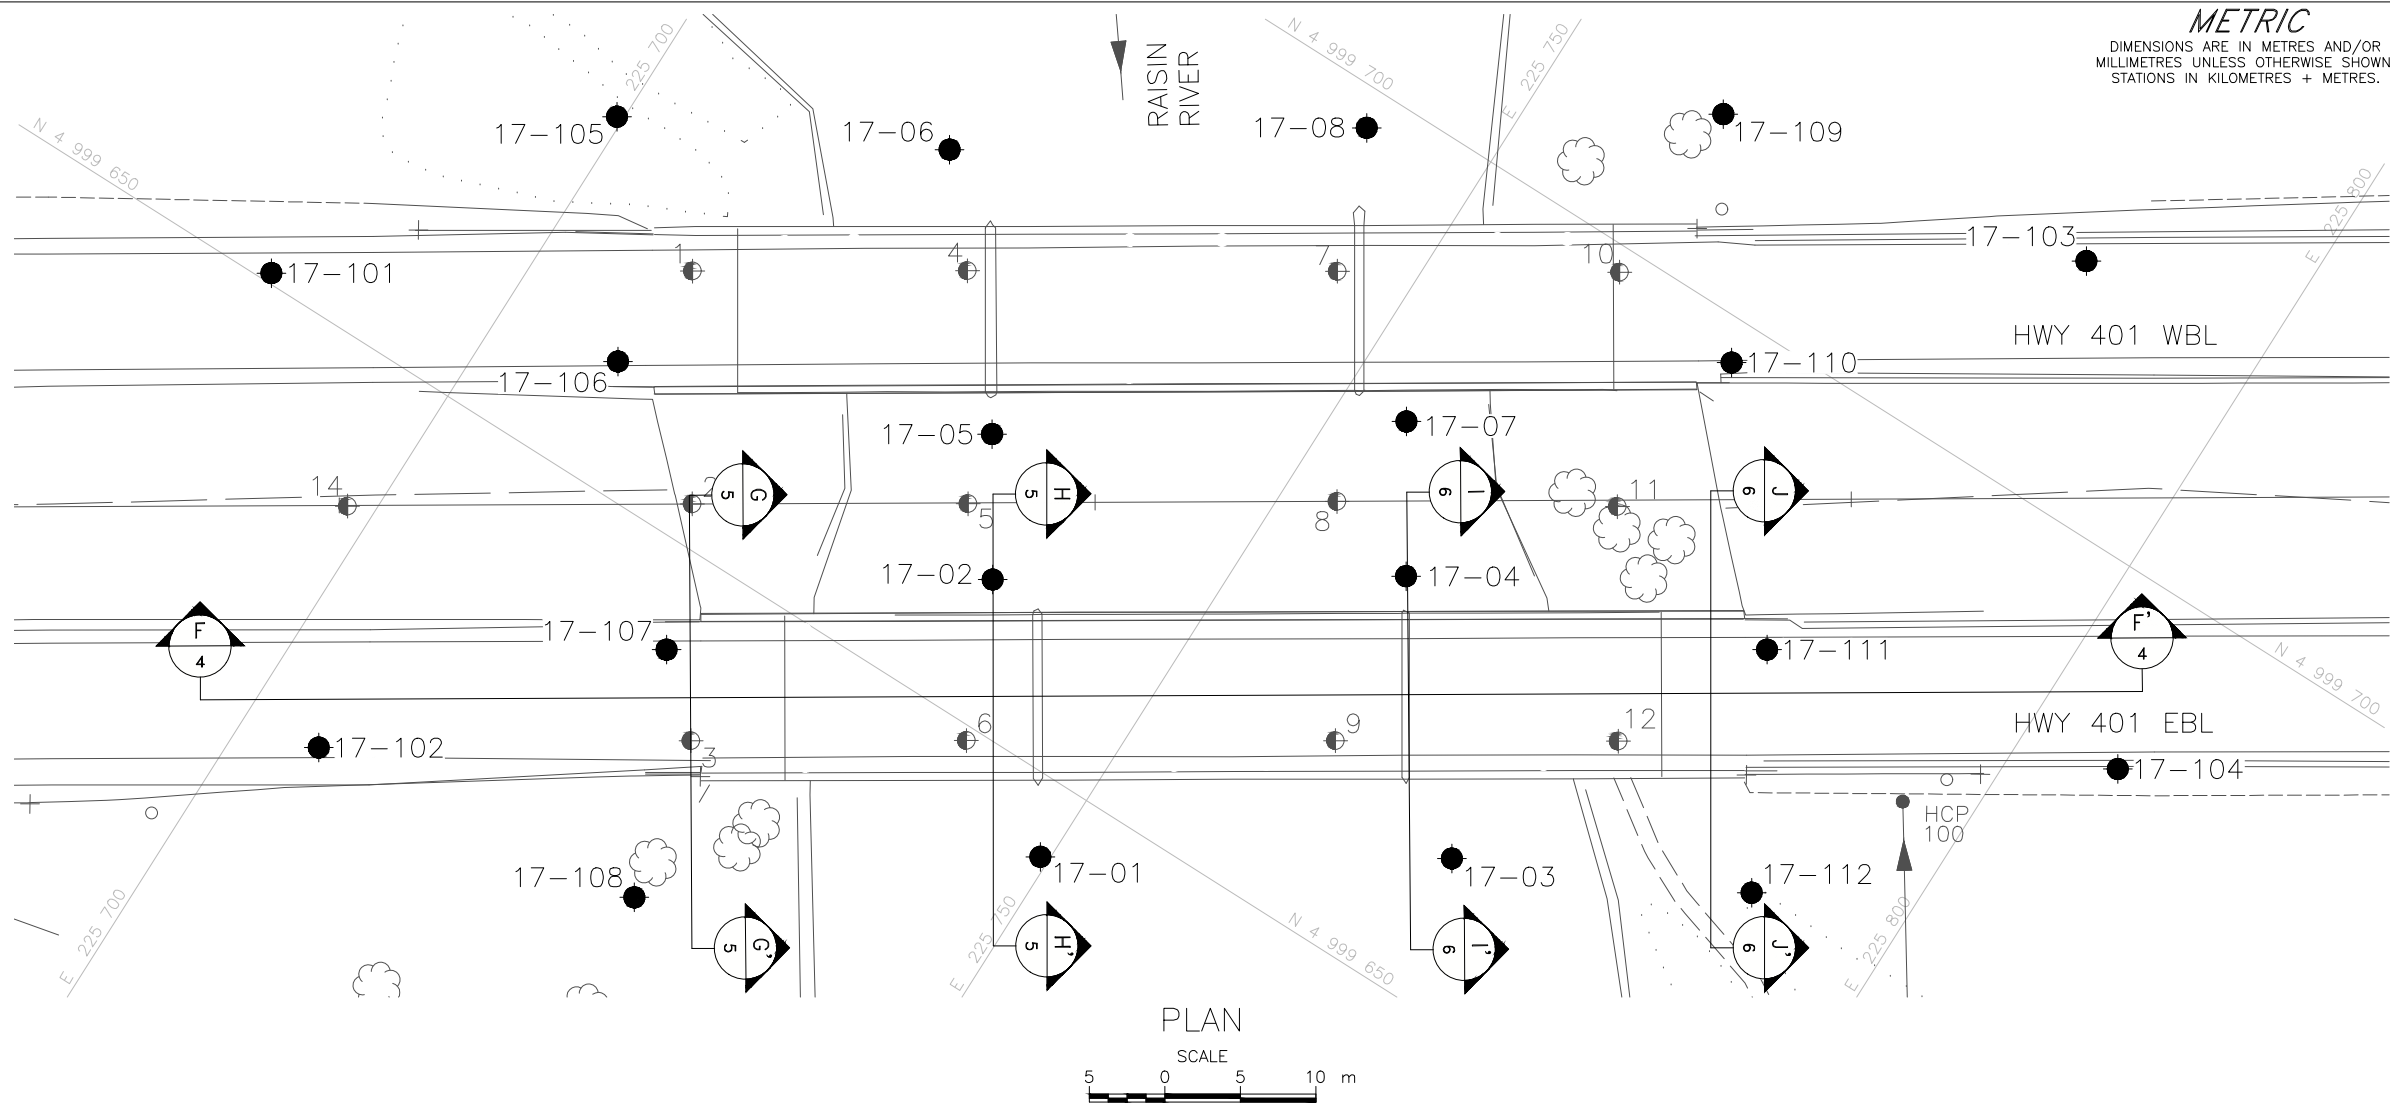 METRIC
DIMENSIONS ARE IN METRES AND/OR
MILLIMETRES UNLESS OTHERWISE SHOWN
STATIONS IN KILOMETRES + METRES.
N 4 999 650
E 225 700
RAISIN
RIVER
N 4 999 700
E 225 750
E 225 800
17-105
17-06
17-08
17-109
17-101
1
4
7
10
17-103
HWY 401 WBL
17-106
17-110
17-05
17-07
14
2
G
5
5
H
5
8
I
6
11
J
6
17-02
17-04
F
4
17-107
17-111
F'
4
N 4 999 700
HWY 401 EBL
17-102
3
6
9
12
17-104
HCP
100
17-108
17-01
17-03
17-112
E 225 700
G'
5
E 225 750
H'
5
N 4 999 650
I'
6
J'
6
E 225 800
PLAN
SCALE
5 0 5 10 m